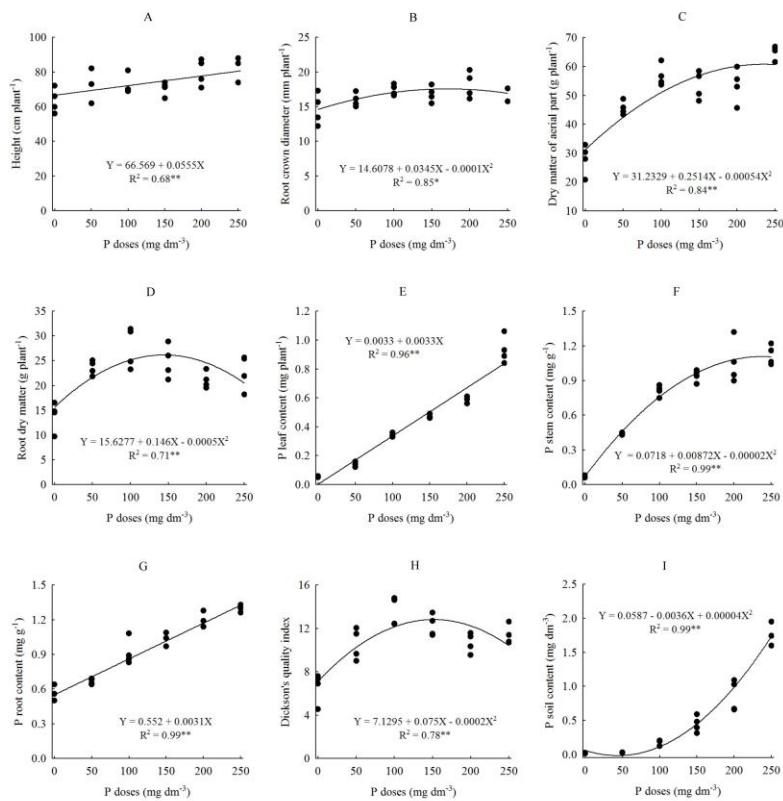 A
Height (cm plant⁻¹)
100
80
60
40
20
0
Y = 66.569 + 0.0555X
R² = 0.68**
0 50 100 150 200 250
P doses (mg dm⁻³)
B
Root crown diameter (mm plant⁻¹)
25
20
15
10
5
0
Y = 14.6078 + 0.0345X - 0.0001X²
R² = 0.85*
0 50 100 150 200 250
P doses (mg dm⁻³)
C
Dry matter of aerial part (g plant⁻¹)
70
60
50
40
30
20
10
Y = 31.2329 + 0.2514X - 0.00054X²
R² = 0.84**
0 50 100 150 200 250
P doses (mg dm⁻³)
D
Root dry matter (g plant⁻¹)
35
30
25
20
15
10
5
0
Y = 15.6277 + 0.146X - 0.0005X²
R² = 0.71**
0 50 100 150 200 250
P doses (mg dm⁻³)
E
P leaf content (mg plant⁻¹)
1.2
1.0
0.8
0.6
0.4
0.2
0.0
Y = 0.0033 + 0.0033X
R² = 0.96**
0 50 100 150 200 250
P doses (mg dm⁻³)
F
P stem content (mg g⁻¹)
1.5
1.2
0.9
0.6
0.3
0.0
Y = 0.0718 + 0.00872X - 0.00002X²
R² = 0.99**
0 50 100 150 200 250
P doses (mg dm⁻³)
G
P root content (mg g⁻¹)
1.5
1.2
0.9
0.6
0.3
0.0
Y = 0.552 + 0.0031X
R² = 0.99**
0 50 100 150 200 250
P doses (mg dm⁻³)
H
Dickson's quality index
16
12
8
4
0
Y = 7.1295 + 0.075X - 0.0002X²
R² = 0.78**
0 50 100 150 200 250
P doses (mg dm⁻³)
I
P soil content (mg dm⁻³)
2.5
2.0
1.5
1.0
0.5
0.0
Y = 0.0587 - 0.0036X + 0.00004X²
R² = 0.99**
0 50 100 150 200 250
P doses (mg dm⁻³)